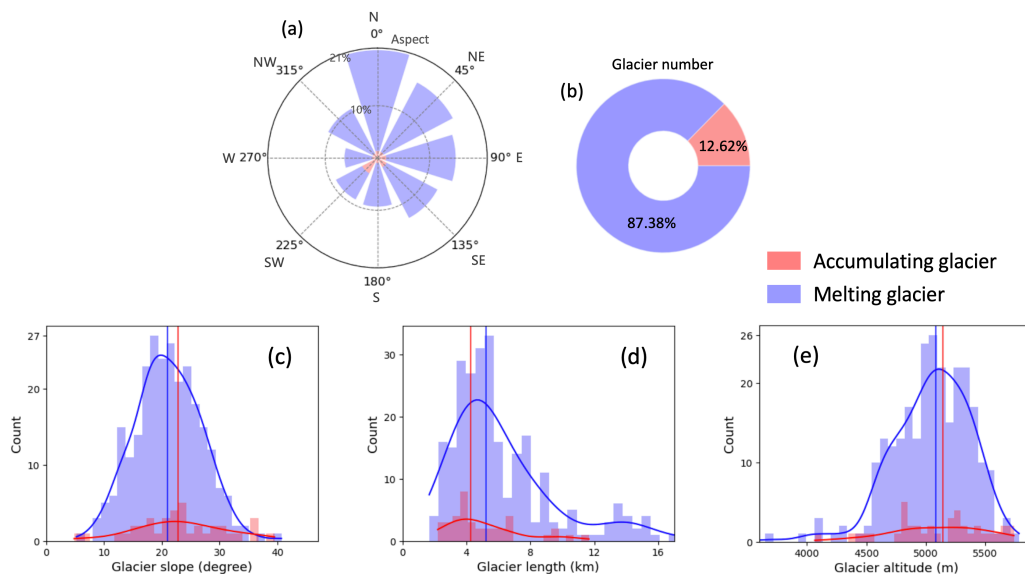 (a)
N
0°
Aspect
NW
315°
21%
NE
45°
10%
W 270°
90° E
225°
SW
135°
SE
180°
S
Glacier number
(b)
12.62%
87.38%
Accumulating glacier
Melting glacier
(c)
27
20
10
0
Count
0 10 20 30 40
Glacier slope (degree)
(d)
30
20
10
0
Count
0 4 8 12 16
Glacier length (km)
(e)
26
20
10
0
Count
4000 4500 5000 5500
Glacier altitude (m)